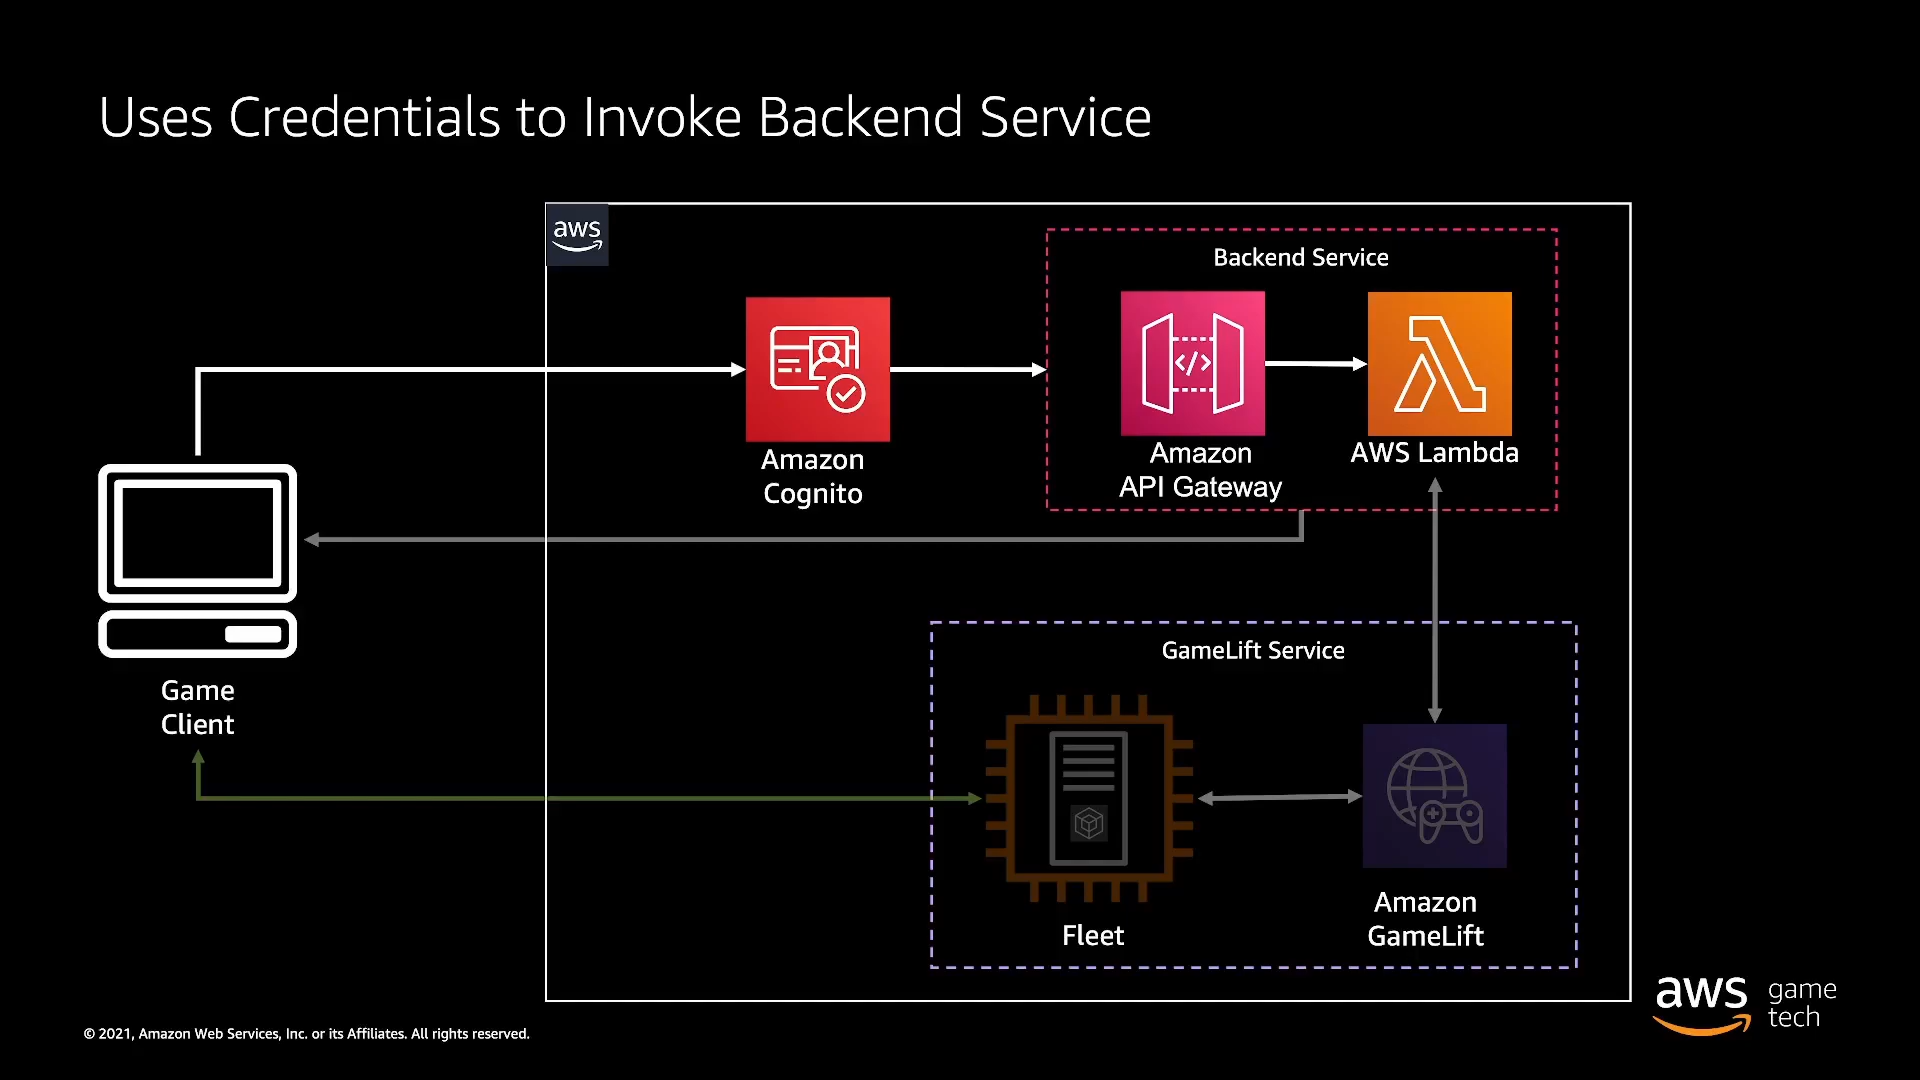 Uses Credentials to Invoke Backend Service
aws
Backend Service
</>
Amazon
Cognito
Amazon
API Gateway
AWS Lambda
Game
Client
GameLift Service
Fleet
Amazon
GameLift
aws game
tech
© 2021, Amazon Web Services, Inc. or its Affiliates. All rights reserved.